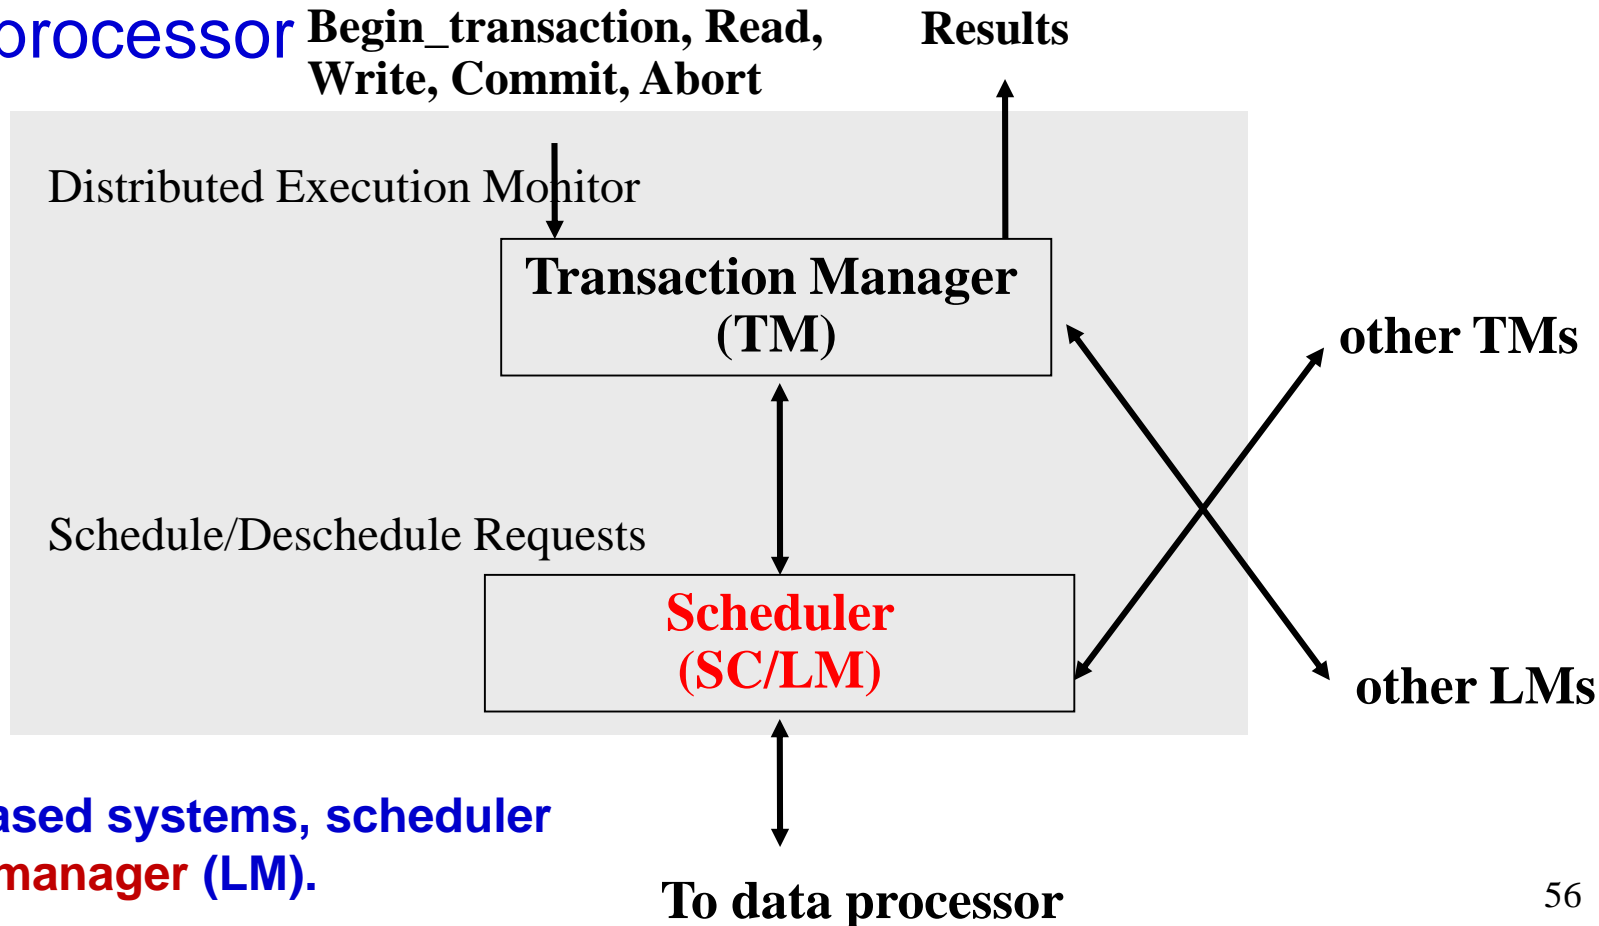 processor
Begin_transaction, Read,
Write, Commit, Abort
Results
Distributed Execution Monitor
Transaction Manager
(TM)
other TMs
Schedule/Deschedule Requests
Scheduler
(SC/LM)
other LMs
ased systems, scheduler
manager (LM).
To data processor
56